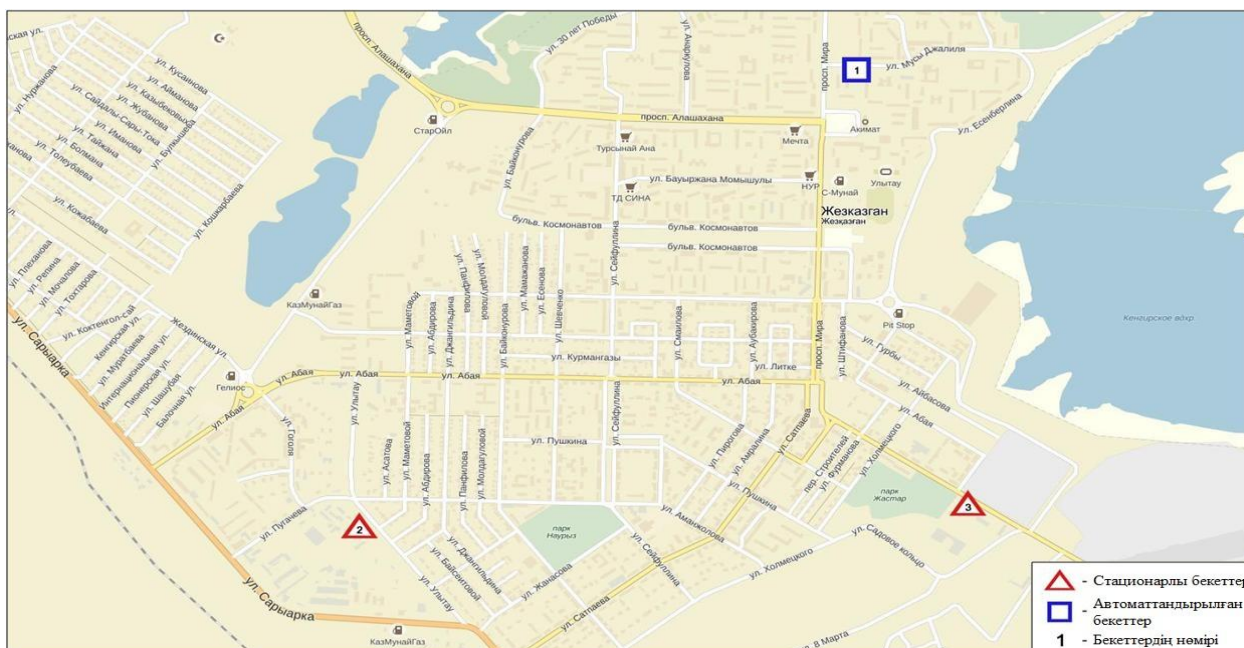 ул. Кусаинова
ул. Айманова
ул. Казыбековой
ул. Жубанова
ул. Сайдалы-Сары-Тока
ул. Иманова
ул. Тайжана
ул. Болмана
ул. Толеубаева
ул. Нуржанова
ул. Булкышева
ул. Кожабаева
ул. Кошкарбаева
просп. Алашахана
СтарОйл
ул. 30 лет Победы
ул. Анаркулова
просп. Мира
1
ул. Мусы Джалиля
просп. Алашахана
Акимат
ул. Есенберлина
Турсынай Ана
Мечта
ул. Байконурова
ул. Бауыржана Момышулы
ТД СИНА
НУР
С-Мунай
Улытау
Жезказган
Жезқазған
бульв. Космонавтов
бульв. Космонавтов
бульв. Космонавтов
ул. Сейфуллина
ул. Плеханова
ул. Репина
ул. Мочалова
ул. Тохтарова
ул. Коктенгол-сай
ул. Сарыарка
Кенгирская ул.
ул. Муратбаева
Интернациональная ул.
Пионерская ул.
ул. Шашубая
Балочная ул.
Жездинская ул.
КазМунайГаз
Гелиос
ул. Маметовой
ул. Абдирова
ул. Джангильдина
ул. Панфилова
ул. Молдагуловой
ул. Байконурова
ул. Мамажанова
ул. Есенова
ул. Шевченко
ул. Курмангазы
ул. Смаилова
ул. Аубакирова
ул. Литке
просп. Мира
ул. Штифанова
Pit Stop
Кенгирское вдхр.
ул. Гурбы
ул. Айбасова
ул. Абая
ул. Абая
ул. Абая
ул. Абая
ул. Абая
ул. Гоголя
ул. Улытау
ул. Асатова
ул. Маметовой
ул. Абдирова
ул. Панфилова
ул. Молдагуловой
ул. Пушкина
ул. Сейфуллина
ул. Пирогова
ул. Амралина
ул. Сатпаева
пер. Строителей
ул. Фурманова
ул. Холмецкого
ул. Пушкина
парк
Жастар
3
ул. Пугачева
2
парк
Наурыз
ул. Аманжолова
ул. Садовое кольцо
ул. Джангильдина
ул. Байсеитовой
ул. Улытау
ул. Жанасова
ул. Сейфуллина
ул. Холмецкого
ул. Сарыарка
ул. Сатпаева
КазМунайГаз
ул. 8 Марта
- Стационарлы бекеттер
- Автоматтандырылған
бекеттер
1 - Бекеттердің нөмірі